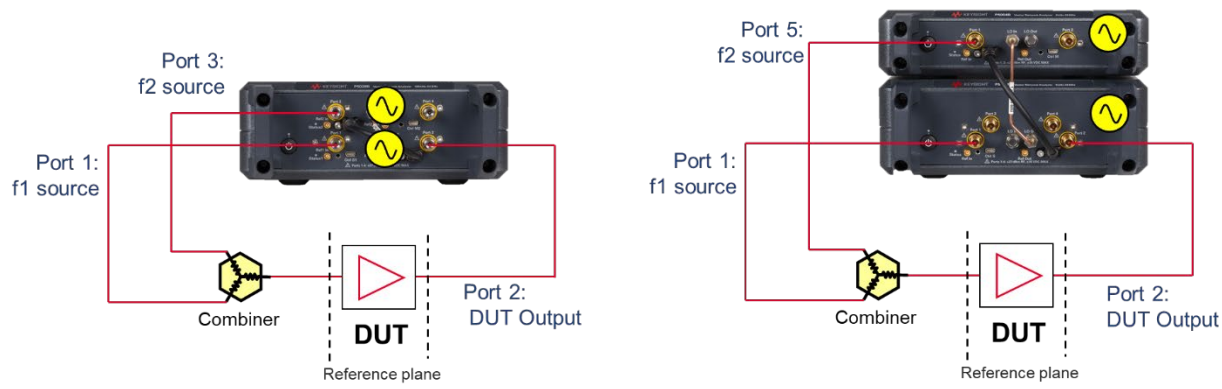 Port 3:
f2 source
Port 1:
f1 source
Combiner
DUT
Reference plane
Port 2:
DUT Output
Port 5:
f2 source
Port 1:
f1 source
Combiner
DUT
Reference plane
Port 2:
DUT Output
KEYSIGHT